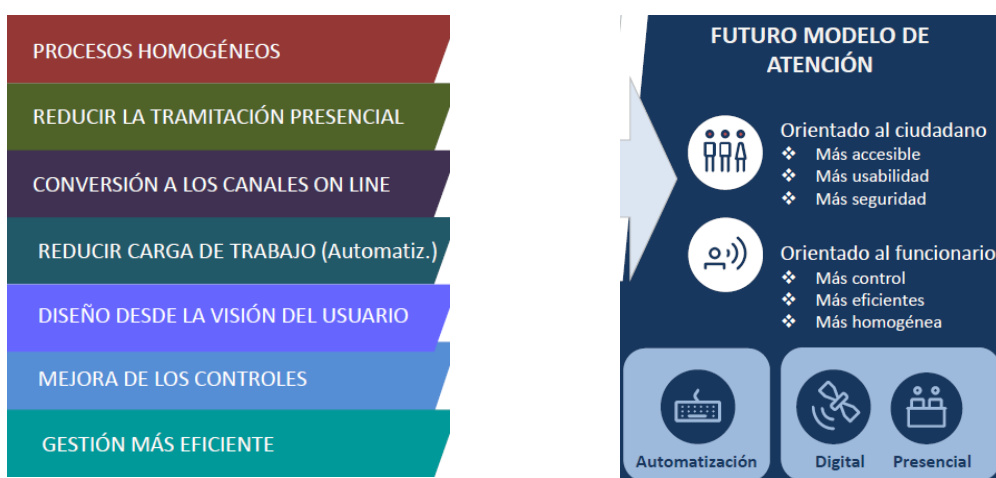 PROCESOS HOMOGÉNEOS
REDUCIR LA TRAMITACIÓN PRESENCIAL
CONVERSIÓN A LOS CANALES ON LINE
REDUCIR CARGA DE TRABAJO (Automatiz.)
DISEÑO DESDE LA VISIÓN DEL USUARIO
MEJORA DE LOS CONTROLES
GESTIÓN MÁS EFICIENTE
FUTURO MODELO DE
ATENCIÓN
Orientado al ciudadano
❖ Más accesible
❖ Más usabilidad
❖ Más seguridad
Orientado al funcionario
❖ Más control
❖ Más eficientes
❖ Más homogénea
Automatización
Digital
Presencial